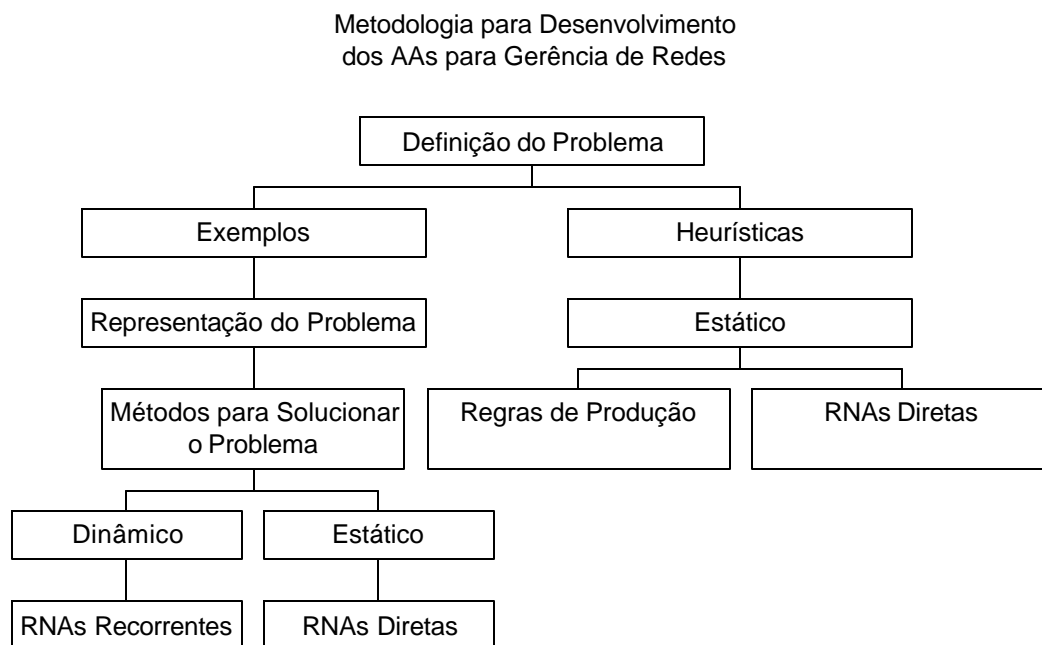 Metodologia para Desenvolvimento
dos AAs para Gerência de Redes
Definição do Problema
Exemplos
Heurísticas
Representação do Problema
Estático
Métodos para Solucionar
o Problema
Regras de Produção
RNAs Diretas
Dinâmico
Estático
RNAs Recorrentes
RNAs Diretas